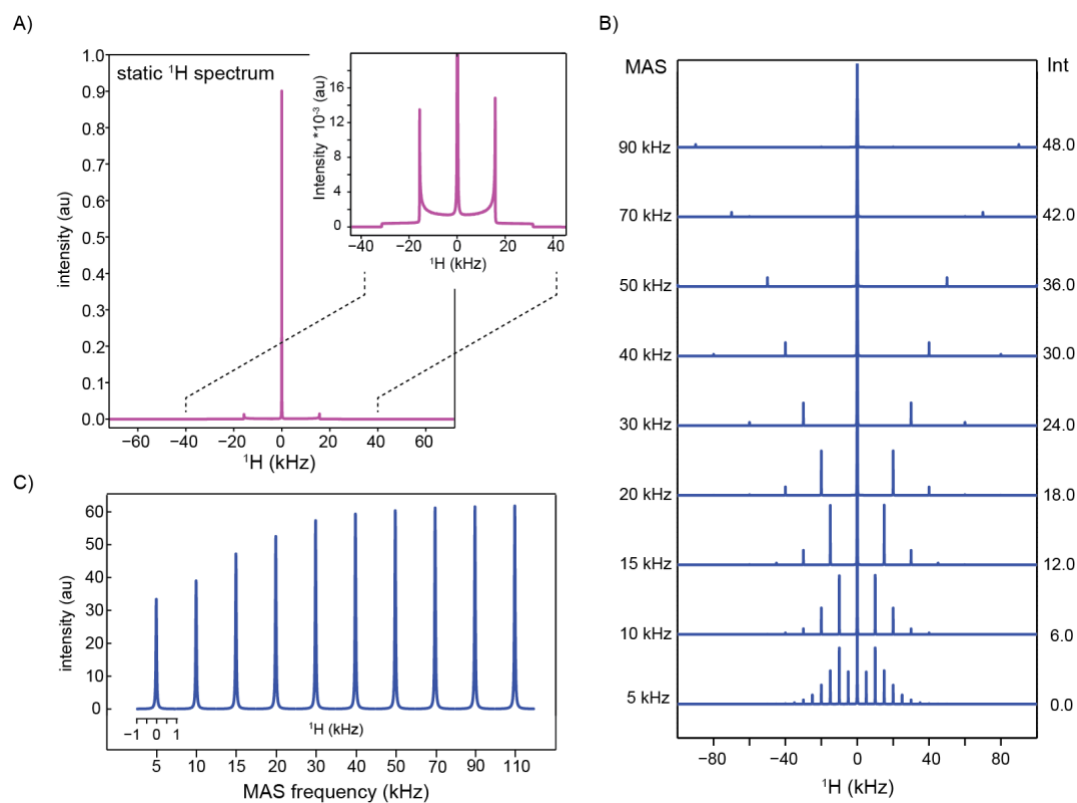 A)
static ¹H spectrum
intensity (au)
1.0
0.9
0.8
0.7
0.6
0.5
0.4
0.3
0.2
0.1
0.0
−60 −40 −20 0 20 40 60
¹H (kHz)
Intensity *10⁻³ (au)
16
12
8
4
0
−40 −20 0 20 40
¹H (kHz)
B)
MAS Int
90 kHz 48.0
70 kHz 42.0
50 kHz 36.0
40 kHz 30.0
30 kHz 24.0
20 kHz 18.0
15 kHz 12.0
10 kHz 6.0
5 kHz 0.0
−80 −40 0 40 80
¹H (kHz)
C)
intensity (au)
60
50
40
30
20
10
0
−1 0 1
¹H (kHz)
5 10 15 20 30 40 50 70 90 110
MAS frequency (kHz)